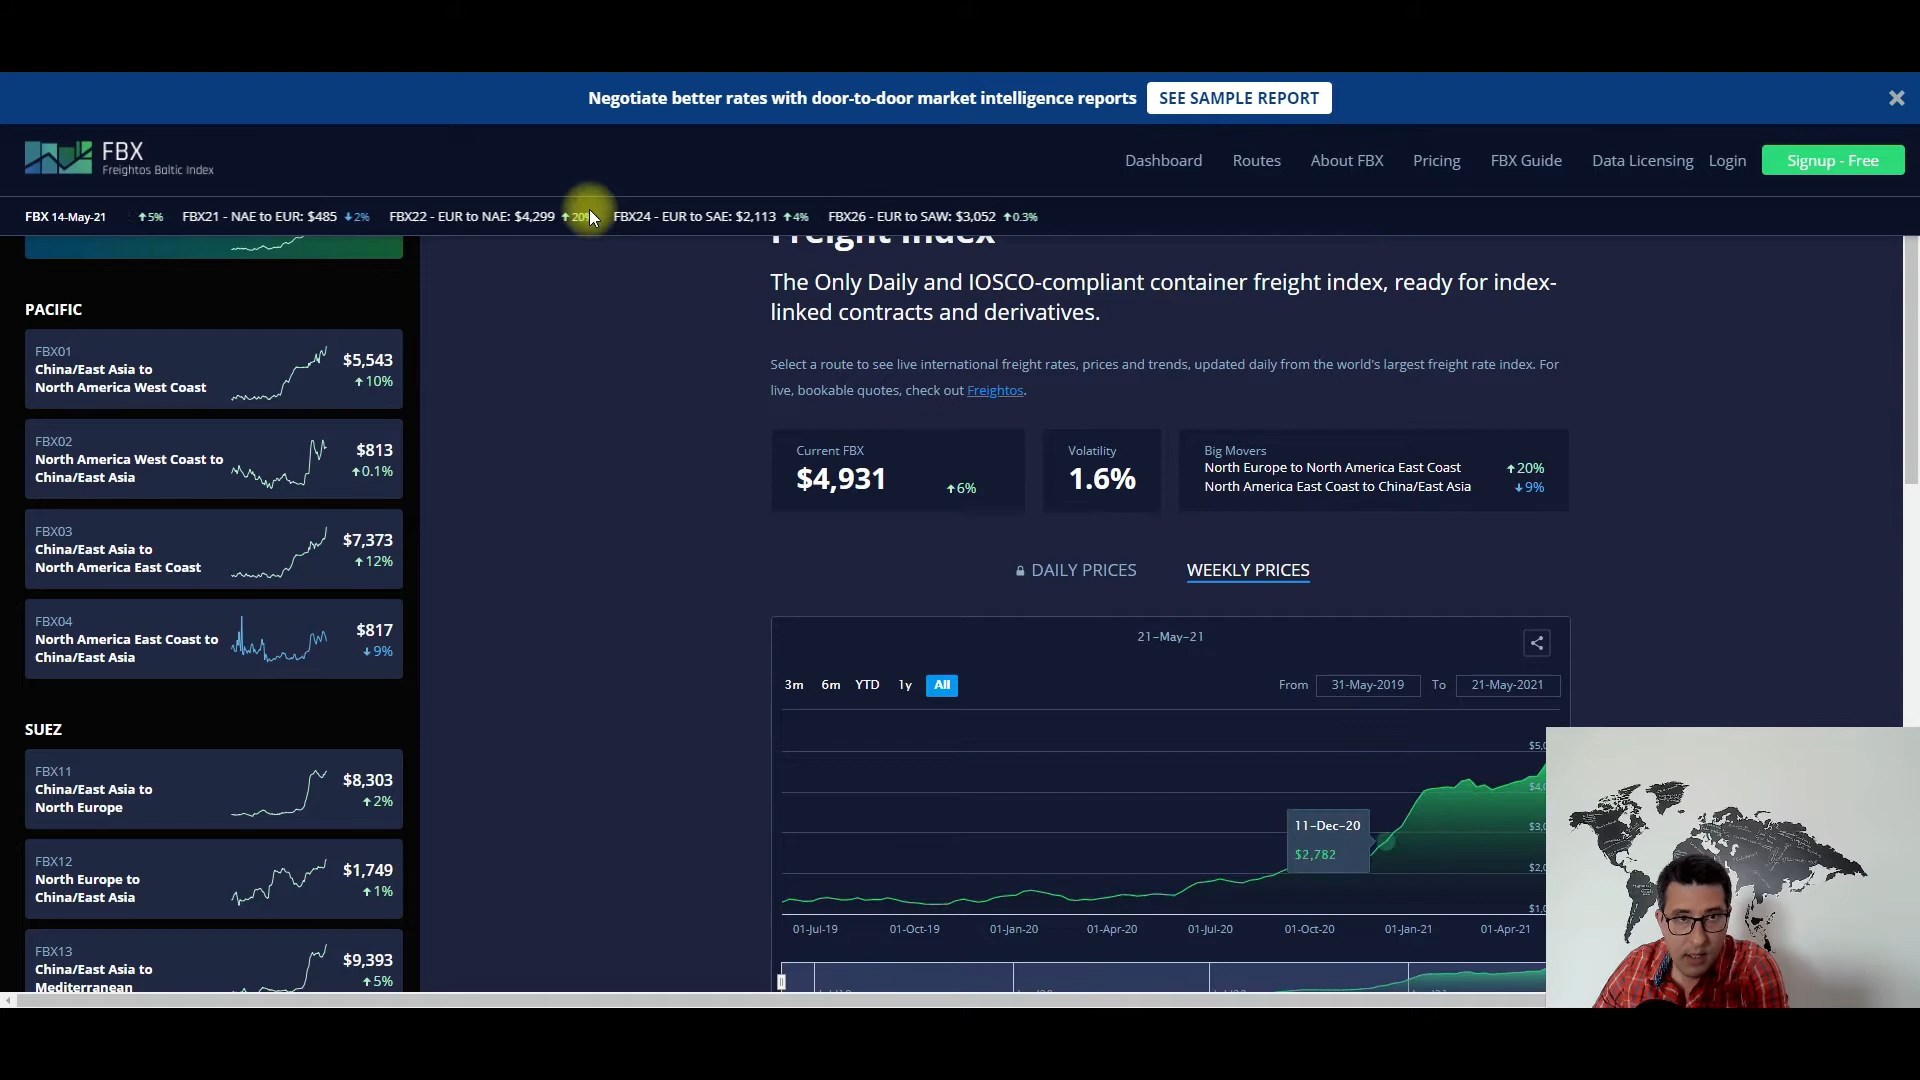 Negotiate better rates with door-to-door market intelligence reports SEE SAMPLE REPORT
FBX
Freightos Baltic Index
Dashboard Routes About FBX Pricing FBX Guide Data Licensing Login Signup - Free
FBX 14-May-21 5% FBX21 - NAE to EUR: $485 2% FBX22 - EUR to NAE: $4,299 20% FBX24 - EUR to SAE: $2,113 4% FBX26 - EUR to SAW: $3,052 0.3%
Freight Index
The Only Daily and IOSCO-compliant container freight index, ready for index-
linked contracts and derivatives.
Select a route to see live international freight rates, prices and trends, updated daily from the world's largest freight rate index. For
live, bookable quotes, check out Freightos.
PACIFIC
FBX01
China/East Asia to
North America West Coast
$5,543
10%
FBX02
North America West Coast to
China/East Asia
$813
0.1%
FBX03
China/East Asia to
North America East Coast
$7,373
12%
FBX04
North America East Coast to
China/East Asia
$817
9%
SUEZ
FBX11
China/East Asia to
North Europe
$8,303
2%
FBX12
North Europe to
China/East Asia
$1,749
1%
FBX13
China/East Asia to
Mediterranean
$9,393
5%
Current FBX
$4,931
6%
Volatility
1.6%
Big Movers
North Europe to North America East Coast 20%
North America East Coast to China/East Asia 9%
DAILY PRICES WEEKLY PRICES
21-May-21
3m 6m YTD 1y All
From 31-May-2019 To 21-May-2021
11-Dec-20
$2,782
01-Jul-19 01-Oct-19 01-Jan-20 01-Apr-20 01-Jul-20 01-Oct-20 01-Jan-21 01-Apr-21